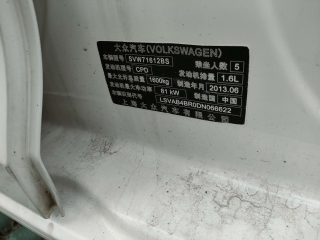 大众汽车(VOLKSWAGEN)
车辆型号 SVW71612BS 乘坐人数 5
发动机型号 CPD 发动机排量 1.6L
最大允许总质量 1600kg 制造年月 2013.06
发动机最大净功率 81 kW 制造国 中国
LSVAB4BR0DN066622
上海大众汽车有限公司